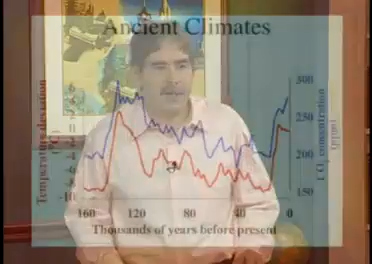 Ancient Climates
Temperature deviation
CO2 concentration
300
250
200
150
-10
160 120 80 40 0
Thousands of years before present